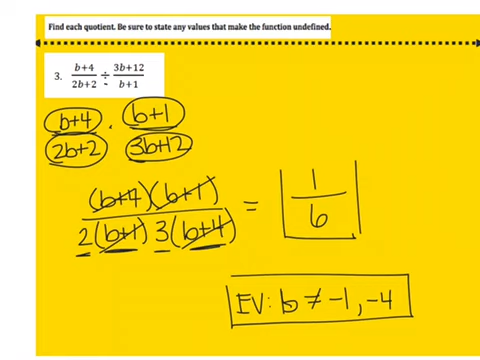 Find each quotient. Be sure to state any values that make the function undefined.
3. b+4/2b+2 ÷ 3b+12/b+1
b+4/2b+2 · b+1/3b+12
(b+4)(b+1)/2(b+1) 3(b+4) = 1/6
EV: b ≠ -1, -4